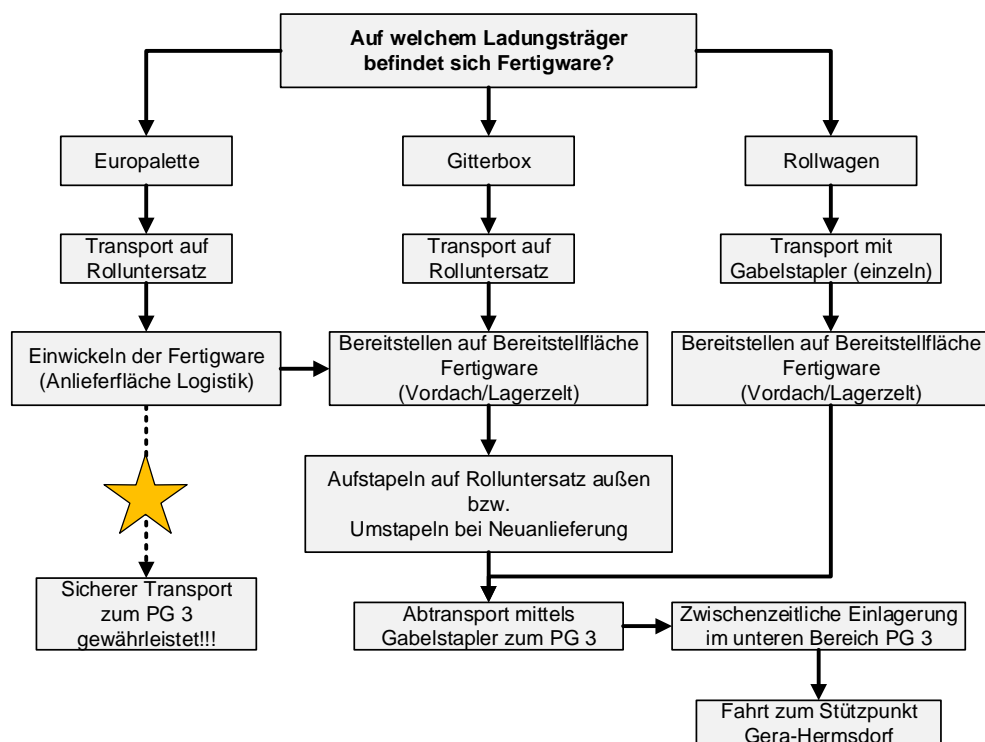 Auf welchem Ladungsträger
befindet sich Fertigware?
Europalette
Gitterbox
Rollwagen
Transport auf
Rolluntersatz
Transport auf
Rolluntersatz
Transport mit
Gabelstapler (einzeln)
Einwickeln der Fertigware
(Anlieferfläche Logistik)
Bereitstellen auf Bereitstellfläche
Fertigware
(Vordach/Lagerzelt)
Bereitstellen auf Bereitstellfläche
Fertigware
(Vordach/Lagerzelt)
Aufstapeln auf Rolluntersatz außen
bzw.
Umstapeln bei Neuanlieferung
Sicherer Transport
zum PG 3
gewährleistet!!!
Abtransport mittels
Gabelstapler zum PG 3
Zwischenzeitliche Einlagerung
im unteren Bereich PG 3
Fahrt zum Stützpunkt
Gera-Hermsdorf